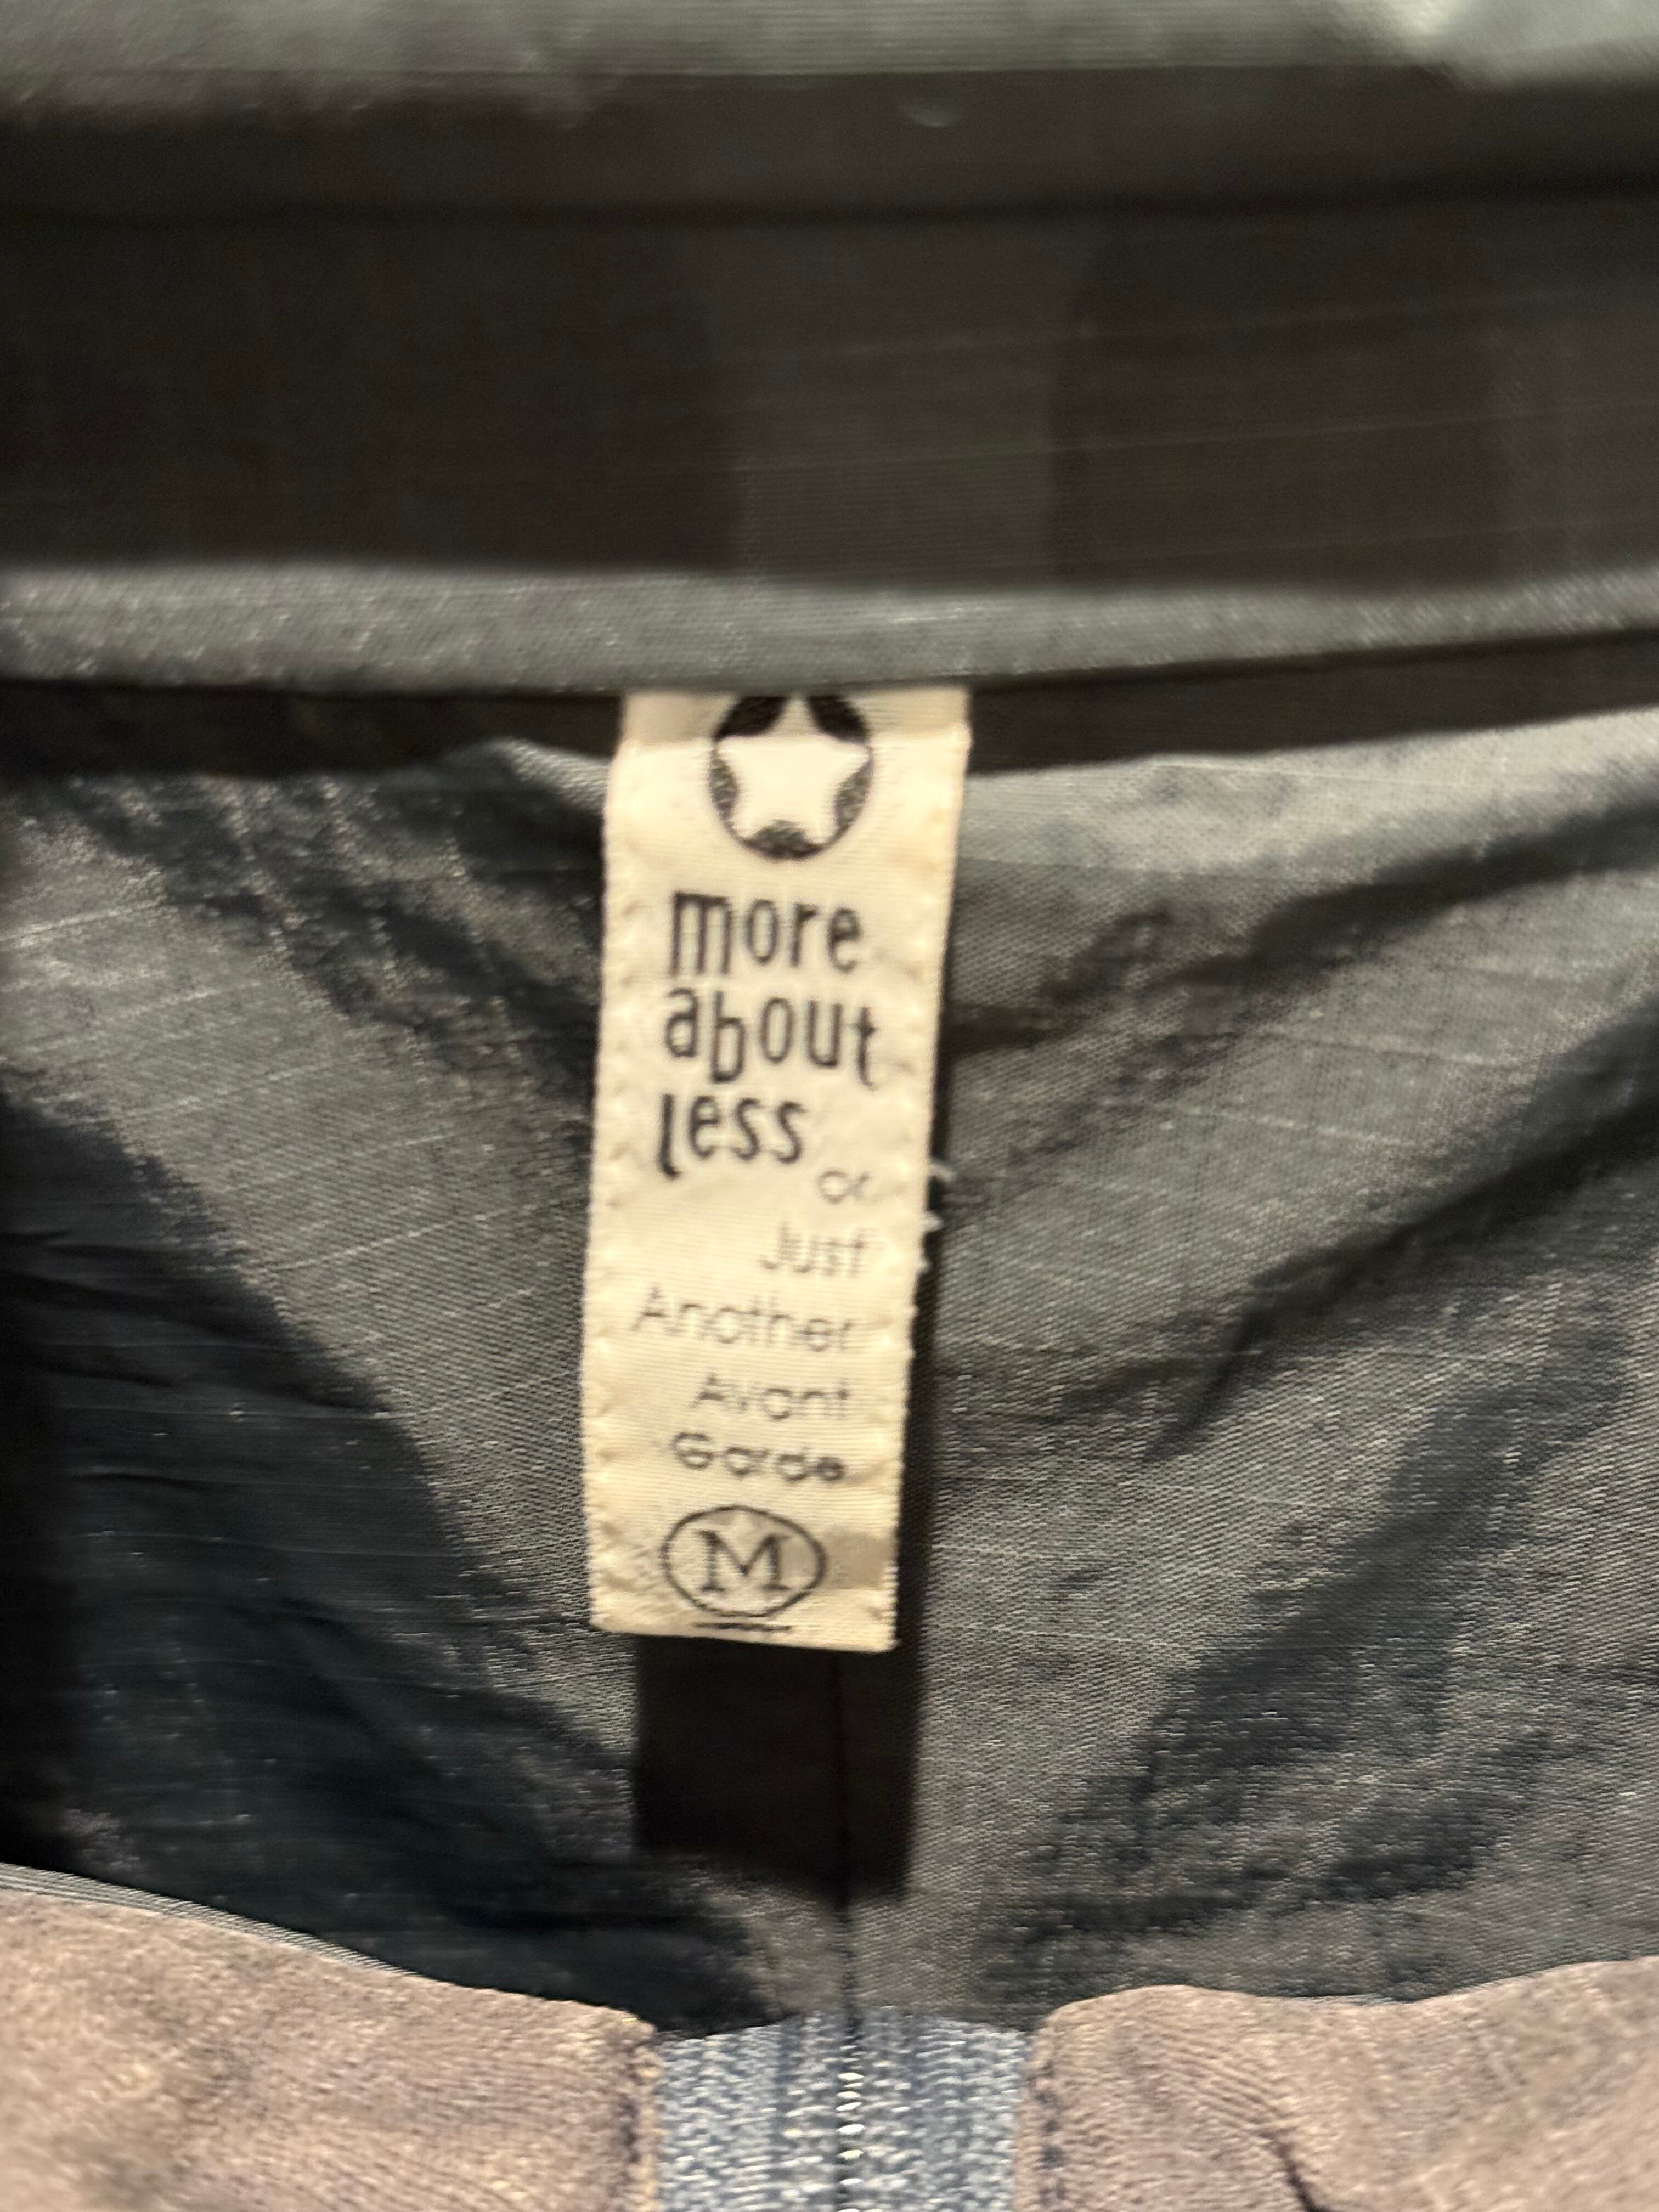 more
about
less
or
Just
Another
Avant
Garde
M